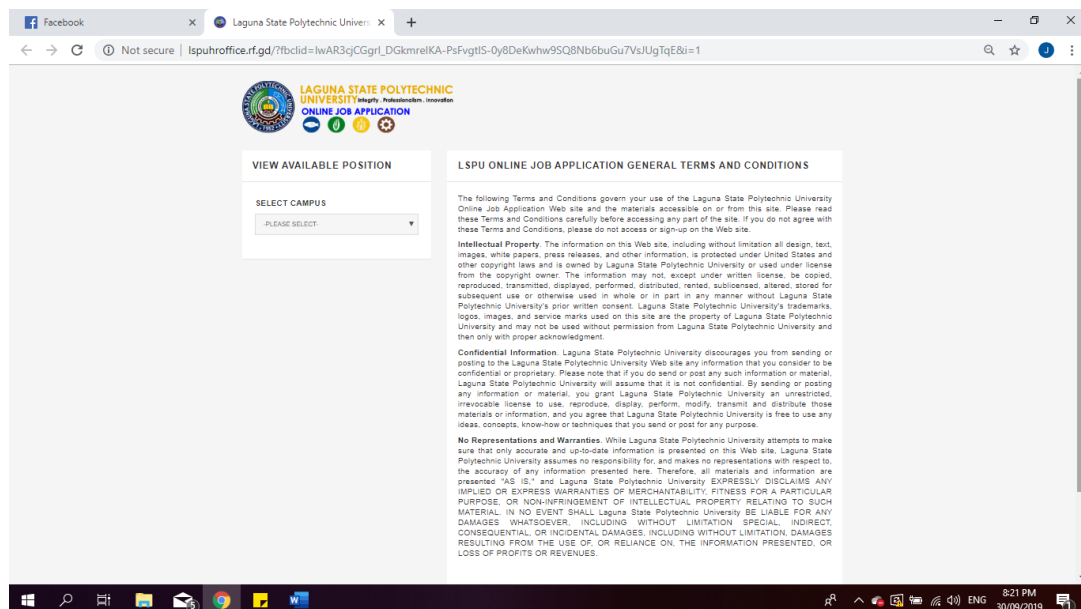 Facebook
Laguna State Polytechnic Univers
Not secure | lspuhroffice.rf.gd/?fbclid=IwAR3cjCGgrI_DGkmreIKA-PsFvgtIS-0y8DeKwhw9SQ8Nb6buGu7VsJUgTqE&i=1
J
LAGUNA STATE POLYTECHNIC
UNIVERSITY Integrity . Professionalism . Innovation
ONLINE JOB APPLICATION
VIEW AVAILABLE POSITION
SELECT CAMPUS
-PLEASE SELECT-
LSPU ONLINE JOB APPLICATION GENERAL TERMS AND CONDITIONS
The following Terms and Conditions govern your use of the Laguna State Polytechnic University
Online Job Application Web site and the materials accessible on or from this site. Please read
these Terms and Conditions carefully before accessing any part of the site. If you do not agree with
these Terms and Conditions, please do not access or sign-up on the Web site.
Intellectual Property. The information on this Web site, including without limitation all design, text,
images, white papers, press releases, and other information, is protected under United States and
other copyright laws and is owned by Laguna State Polytechnic University or used under license
from the copyright owner. The information may not, except under written license, be copied,
reproduced, transmitted, displayed, performed, distributed, rented, sublicensed, altered, stored for
subsequent use or otherwise used in whole or in part in any manner without Laguna State
Polytechnic University's prior written consent. Laguna State Polytechnic University's trademarks,
logos, images, and service marks used on this site are the property of Laguna State Polytechnic
University and may not be used without permission from Laguna State Polytechnic University and
then only with proper acknowledgment.
Confidential Information. Laguna State Polytechnic University discourages you from sending or
posting to the Laguna State Polytechnic University Web site any information that you consider to be
confidential or proprietary. Please note that if you do send or post any such information or material,
Laguna State Polytechnic University will assume that it is not confidential. By sending or posting
any information or material, you grant Laguna State Polytechnic University an unrestricted,
irrevocable license to use, reproduce, display, perform, modify, transmit and distribute those
materials or information, and you agree that Laguna State Polytechnic University is free to use any
ideas, concepts, know-how or techniques that you send or post for any purpose.
No Representations and Warranties. While Laguna State Polytechnic University attempts to make
sure that only accurate and up-to-date information is presented on this Web site, Laguna State
Polytechnic University assumes no responsibility for, and makes no representations with respect to,
the accuracy of any information presented here. Therefore, all materials and information are
presented "AS IS," and Laguna State Polytechnic University EXPRESSLY DISCLAIMS ANY
IMPLIED OR EXPRESS WARRANTIES OF MERCHANTABILITY, FITNESS FOR A PARTICULAR
PURPOSE, OR NON-INFRINGEMENT OF INTELLECTUAL PROPERTY RELATING TO SUCH
MATERIAL. IN NO EVENT SHALL Laguna State Polytechnic University BE LIABLE FOR ANY
DAMAGES WHATSOEVER, INCLUDING WITHOUT LIMITATION SPECIAL, INDIRECT,
CONSEQUENTIAL, OR INCIDENTAL DAMAGES, INCLUDING WITHOUT LIMITATION, DAMAGES
RESULTING FROM THE USE OF, OR RELIANCE ON, THE INFORMATION PRESENTED, OR
LOSS OF PROFITS OR REVENUES.
ENG
8:21 PM
30/09/2019